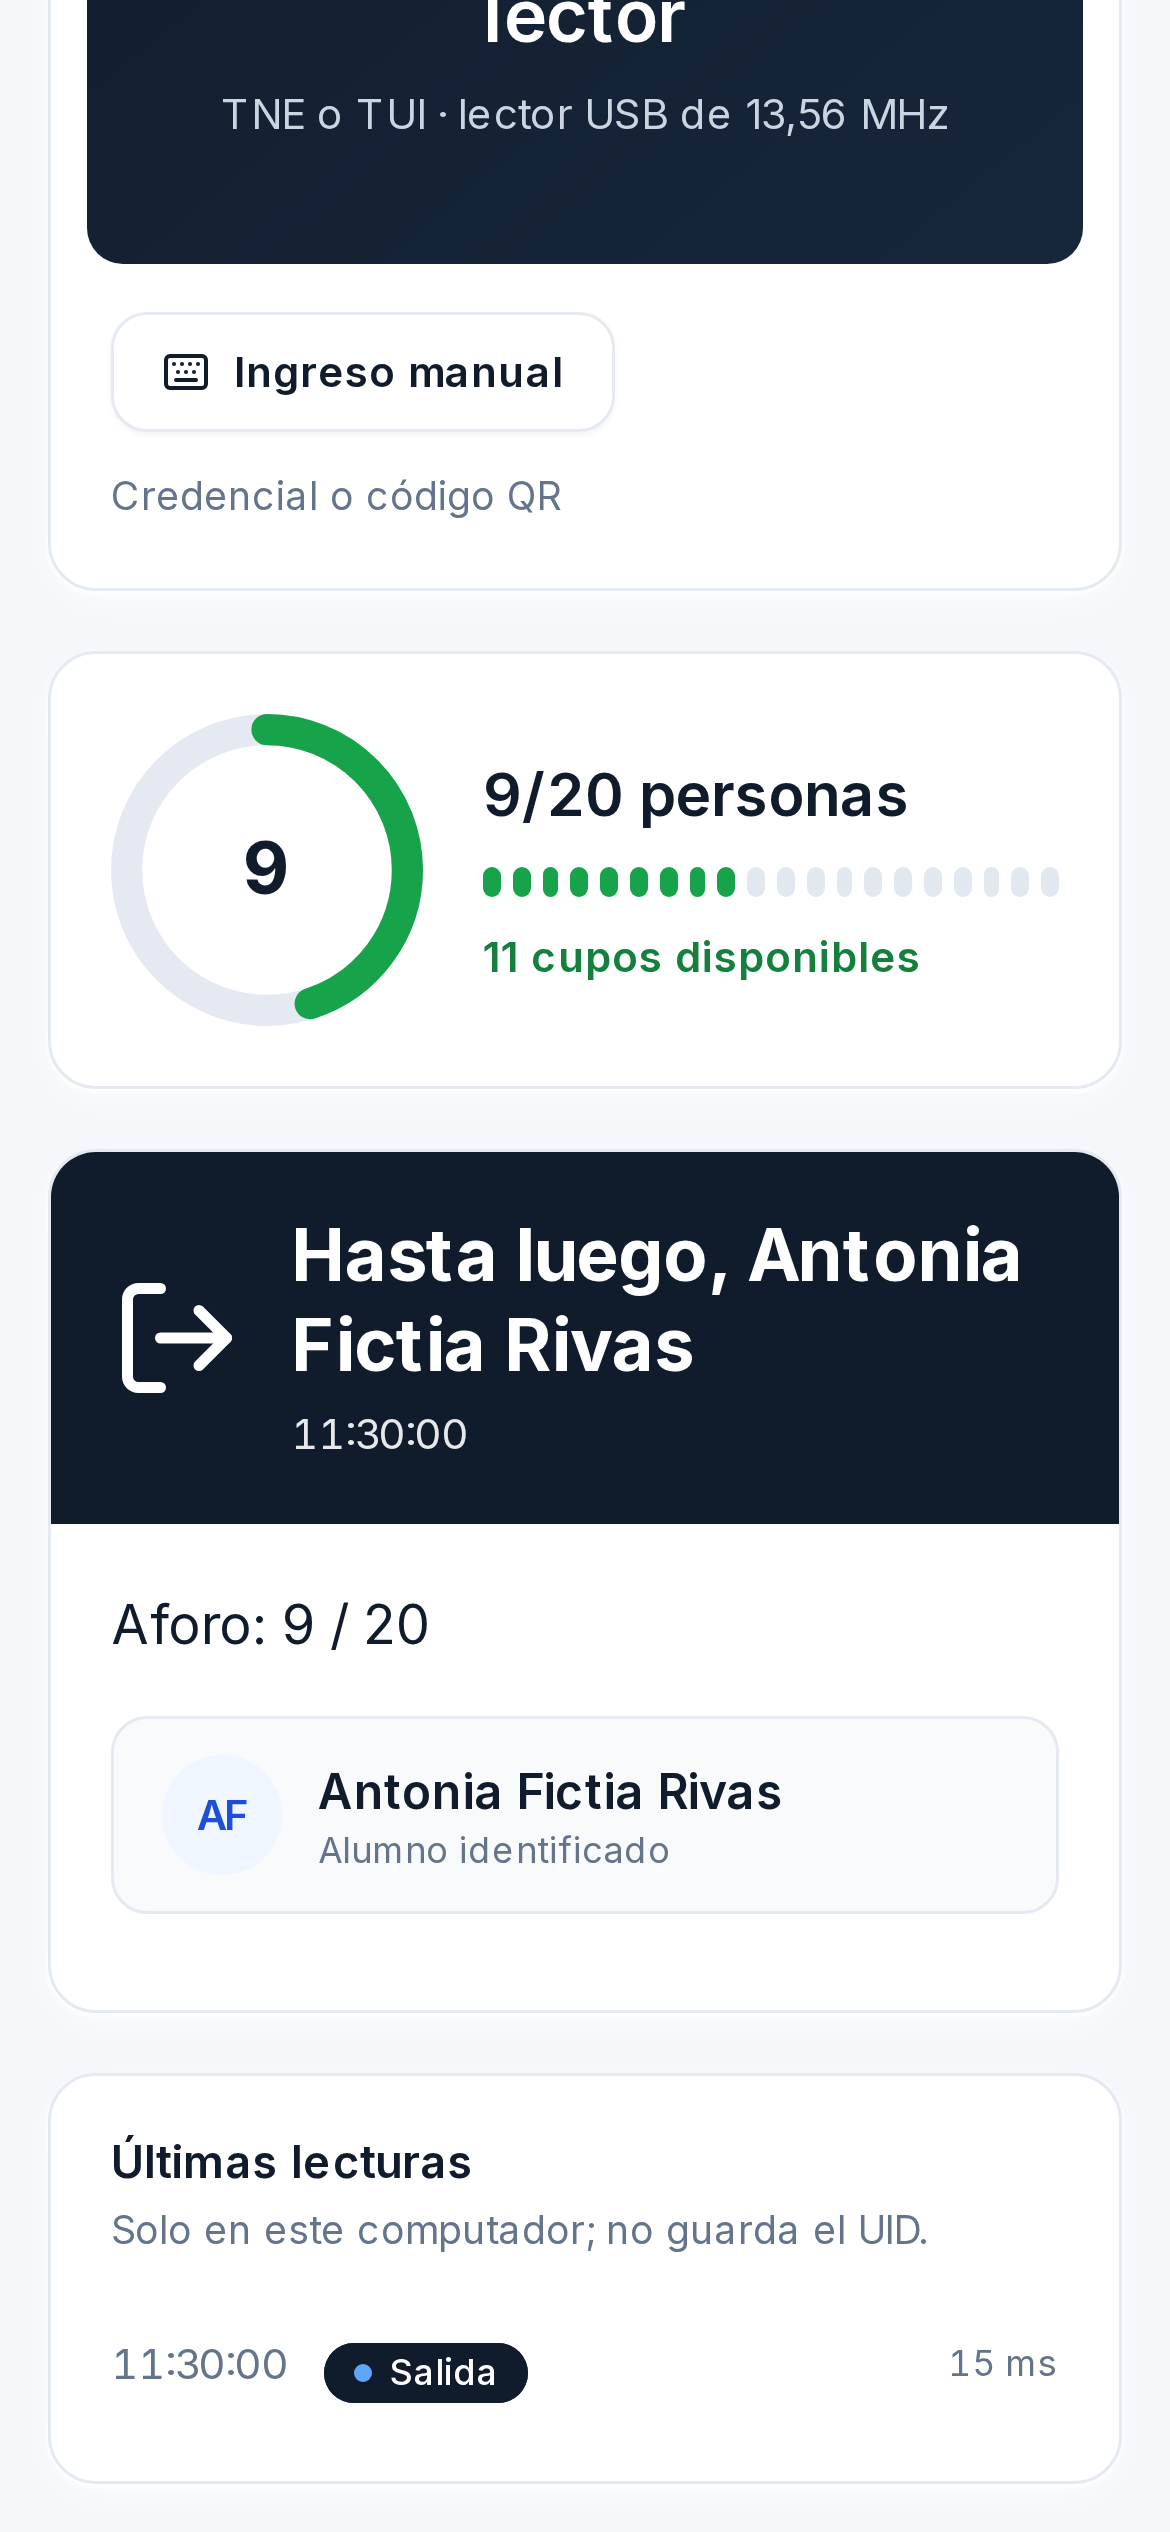 lector
TNE o TUI · lector USB de 13,56 MHz
Ingreso manual
Credencial o código QR
9
9/20 personas
11 cupos disponibles
Hasta luego, Antonia
Fictia Rivas
11:30:00
Aforo: 9 / 20
AF
Antonia Fictia Rivas
Alumno identificado
Últimas lecturas
Solo en este computador; no guarda el UID.
11:30:00 Salida 15 ms